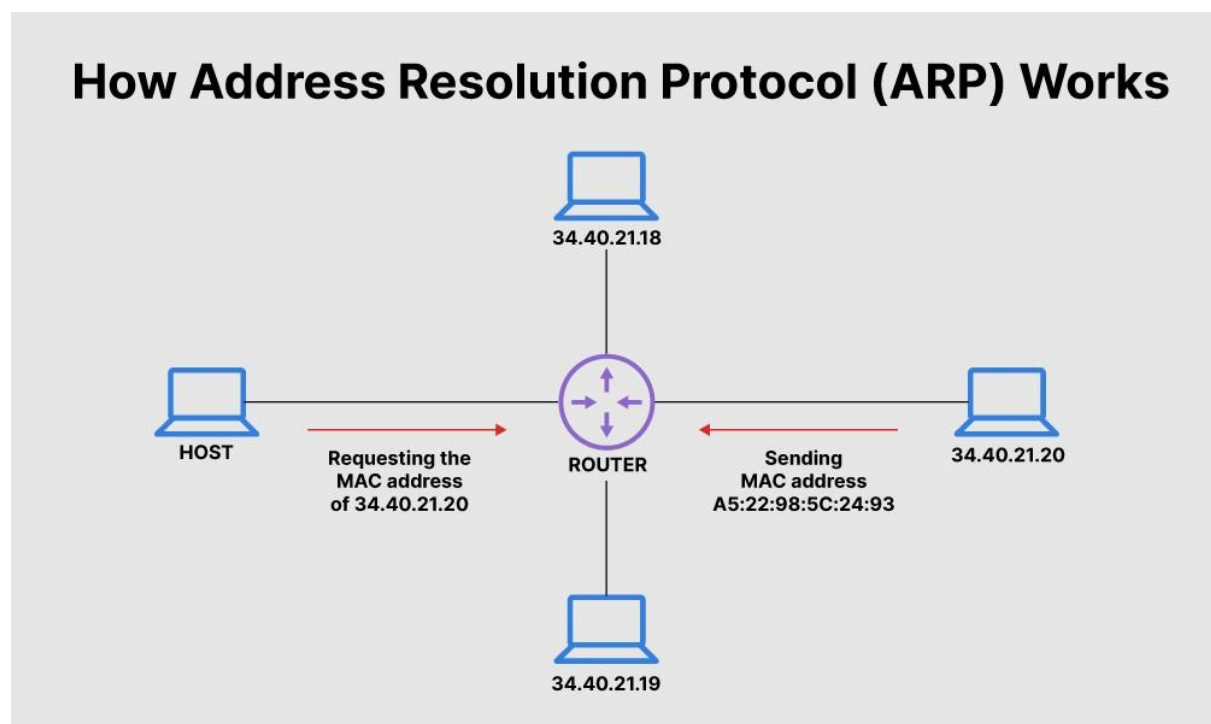 How Address Resolution Protocol (ARP) Works
34.40.21.18
HOST
Requesting the
MAC address
of 34.40.21.20
ROUTER
Sending
MAC address
A5:22:98:5C:24:93
34.40.21.20
34.40.21.19